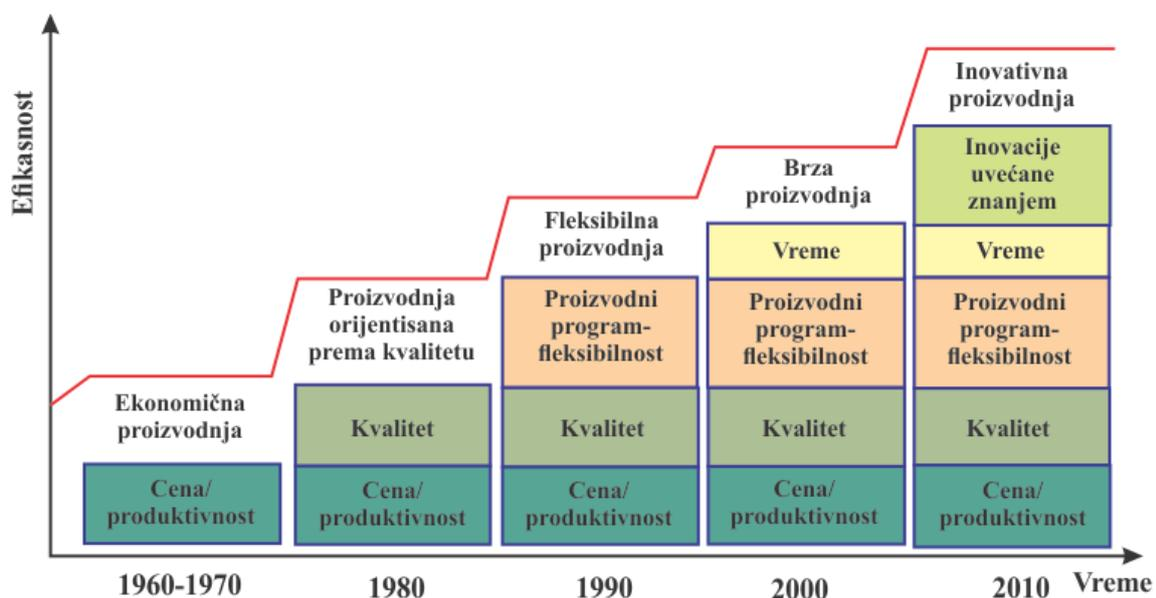 Efikasnost
Ekonomična
proizvodnja
Cena/
produktivnost
1960-1970
Proizvodnja
orijentisana
prema kvalitetu
Kvalitet
Cena/
produktivnost
1980
Fleksibilna
proizvodnja
Proizvodni
program-
fleksibilnost
Kvalitet
Cena/
produktivnost
1990
Brza
proizvodnja
Vreme
Proizvodni
program-
fleksibilnost
Kvalitet
Cena/
produktivnost
2000
Inovativna
proizvodnja
Inovacije
uvećane
znanjem
Vreme
Proizvodni
program-
fleksibilnost
Kvalitet
Cena/
produktivnost
2010
Vreme